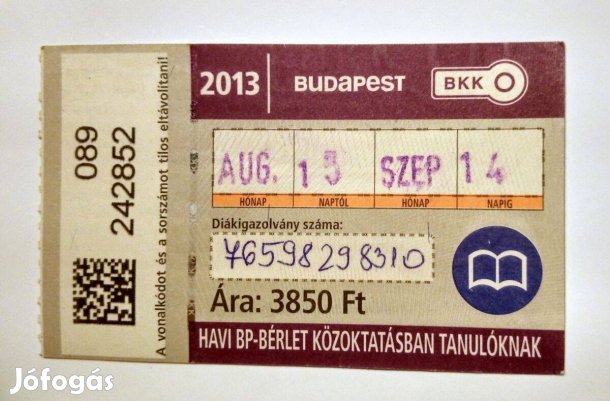 2013 BUDAPEST BKK
AUG. 15 SZEP 14
HÓNAP NAPTÓL HÓNAP NAPIG
Diákigazolvány száma:
76598298310
Ára: 3850 Ft
HAVI BP-BÉRLET KÖZOKTATÁSBAN TANULÓKNAK
089
242852
A vonalkódot és a sorszámot tilos eltávolítani!
Jófogás